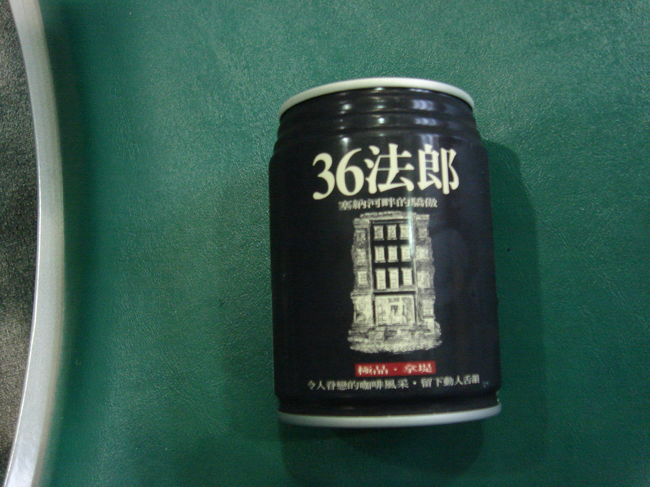 36法郎
塞納河畔的驕傲
極品・拿堤
令人眷戀的咖啡風采・留下動人舌韻